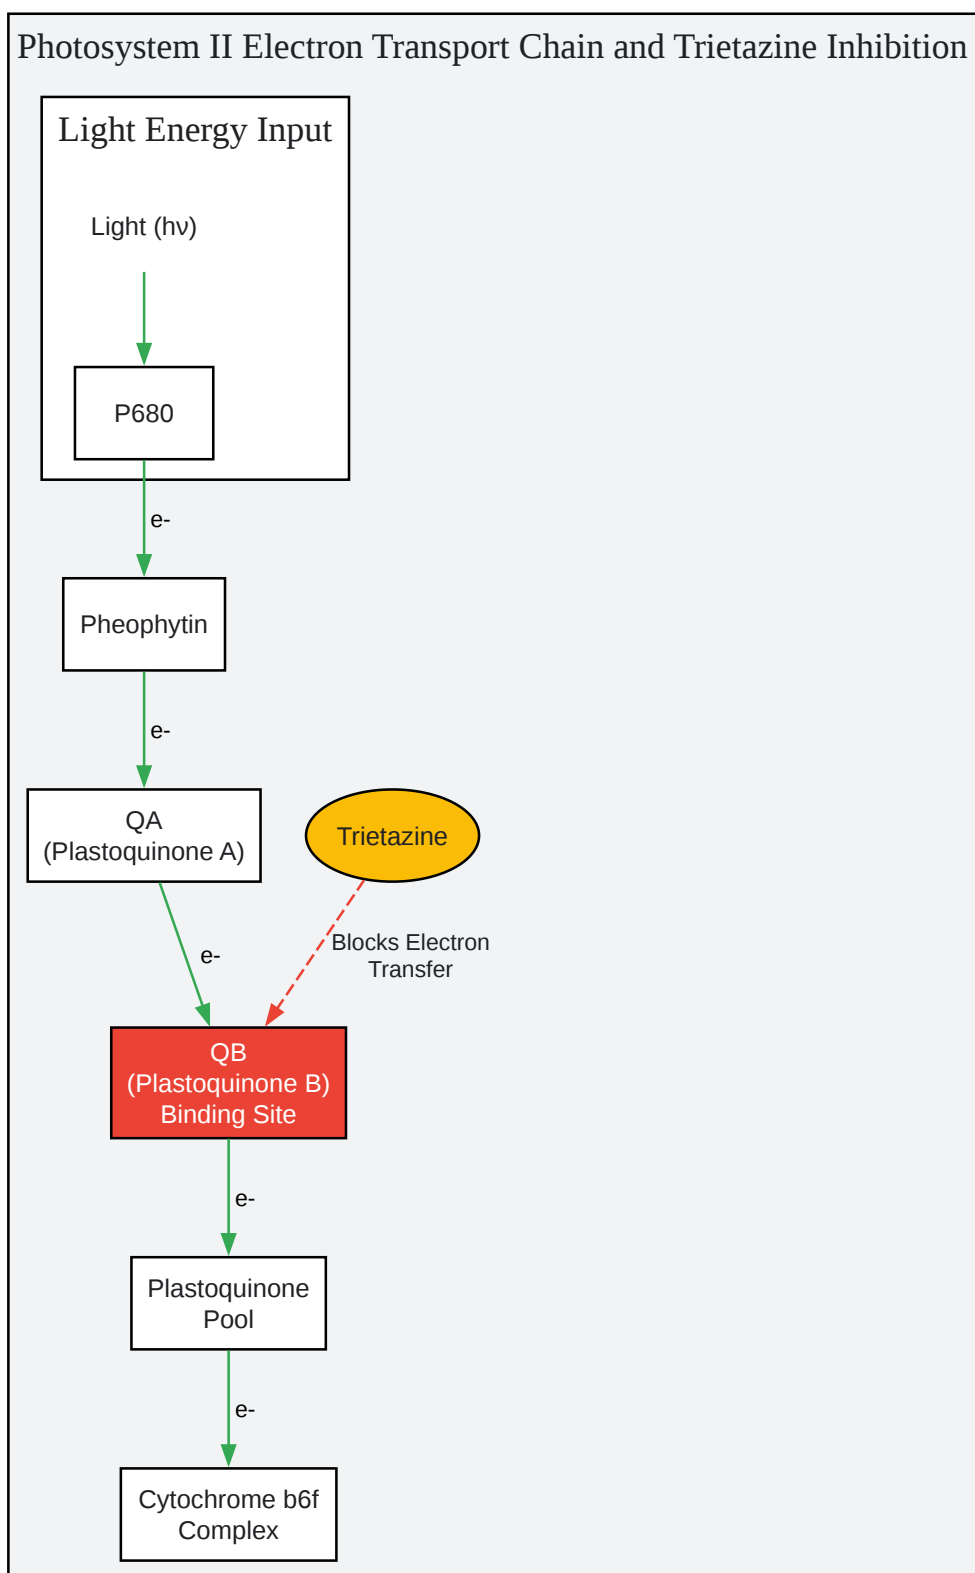 Photosystem II Electron Transport Chain and Trietazine Inhibition
Light Energy Input
Light (hν)
P680
e-
Pheophytin
e-
QA
(Plastoquinone A)
Trietazine
e-
Blocks Electron
Transfer
QB
(Plastoquinone B)
Binding Site
e-
Plastoquinone
Pool
e-
Cytochrome b6f
Complex